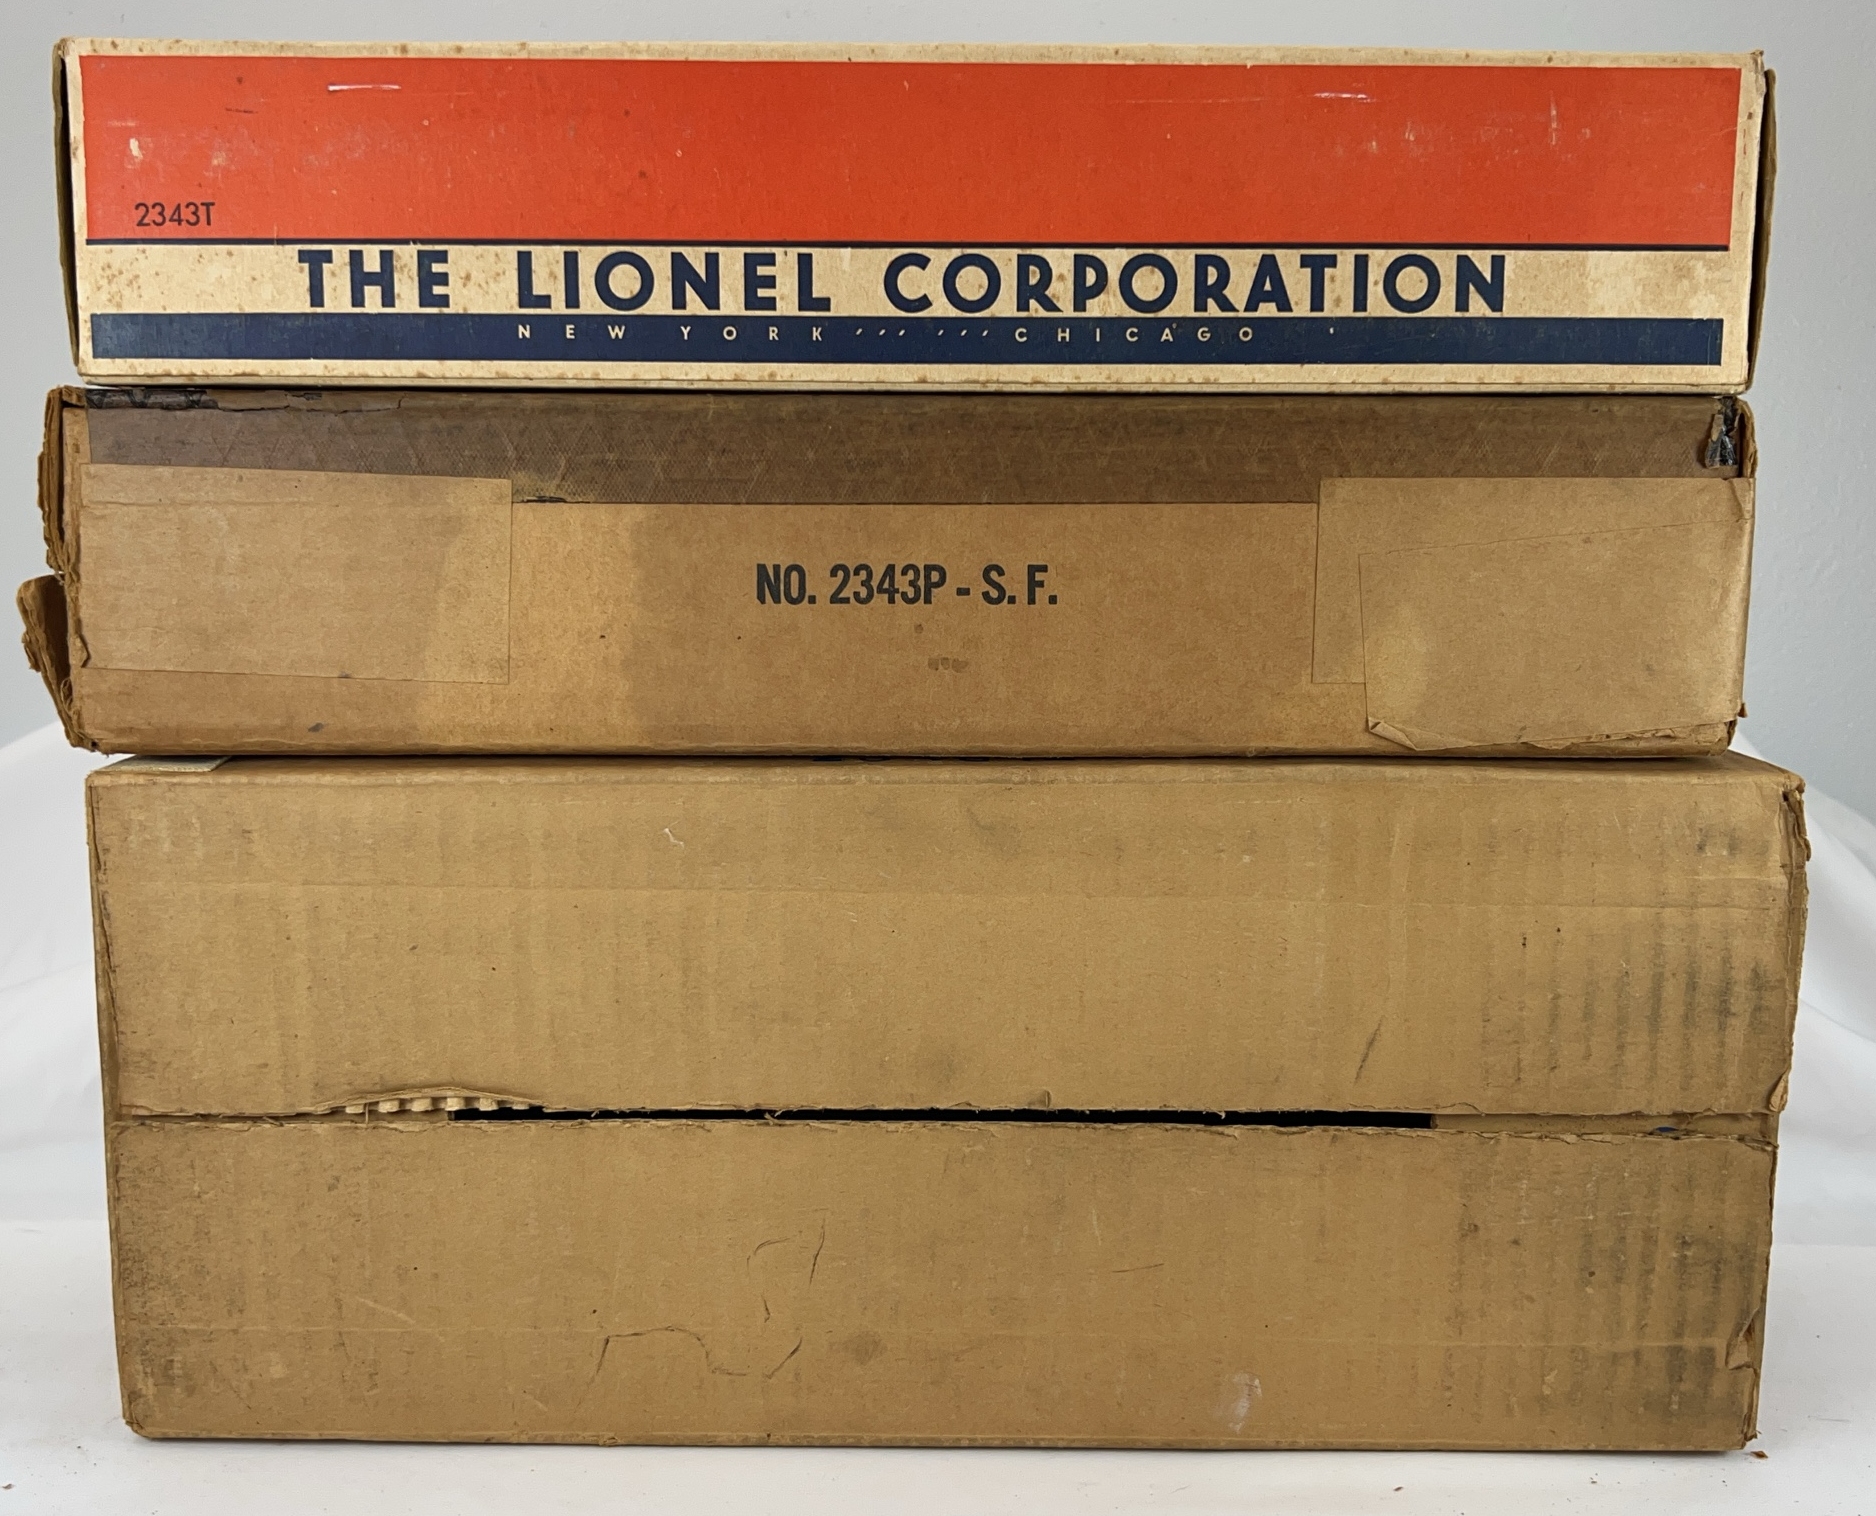 2343T
THE LIONEL CORPORATION
NEW YORK ''' ''' CHICAGO
NO. 2343P - S. F.